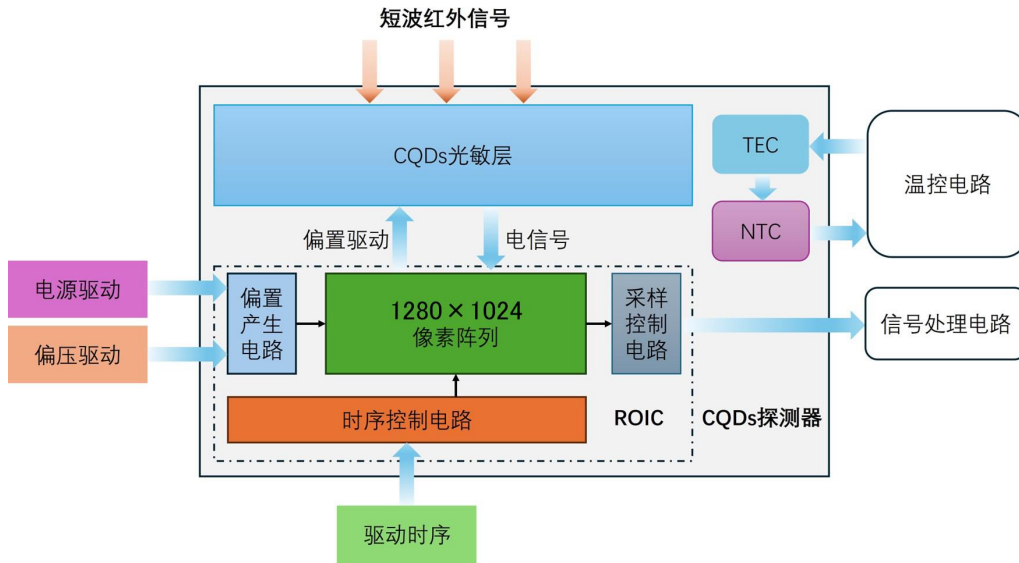 短波红外信号
CQDs光敏层
TEC
温控电路
NTC
偏置驱动
电信号
电源驱动
偏压驱动
偏置
产生
电路
1280×1024
像素阵列
采样
控制
电路
信号处理电路
时序控制电路
ROIC
CQDs探测器
驱动时序